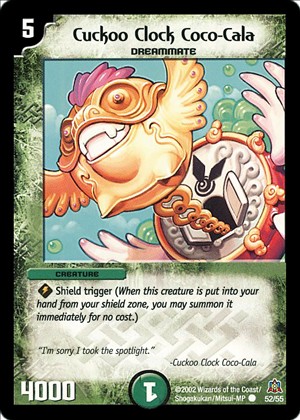 5
Cuckoo Clock Coco-Cala
DREAMMATE
CREATURE
Shield trigger (When this creature is put into your
hand from your shield zone, you may summon it
immediately for no cost.)
"I'm sorry I took the spotlight."
-Cuckoo Clock Coco-Cala
4000
1
©2002 Wizards of the Coast/
Shogakukan/Mitsui-MP
52/55